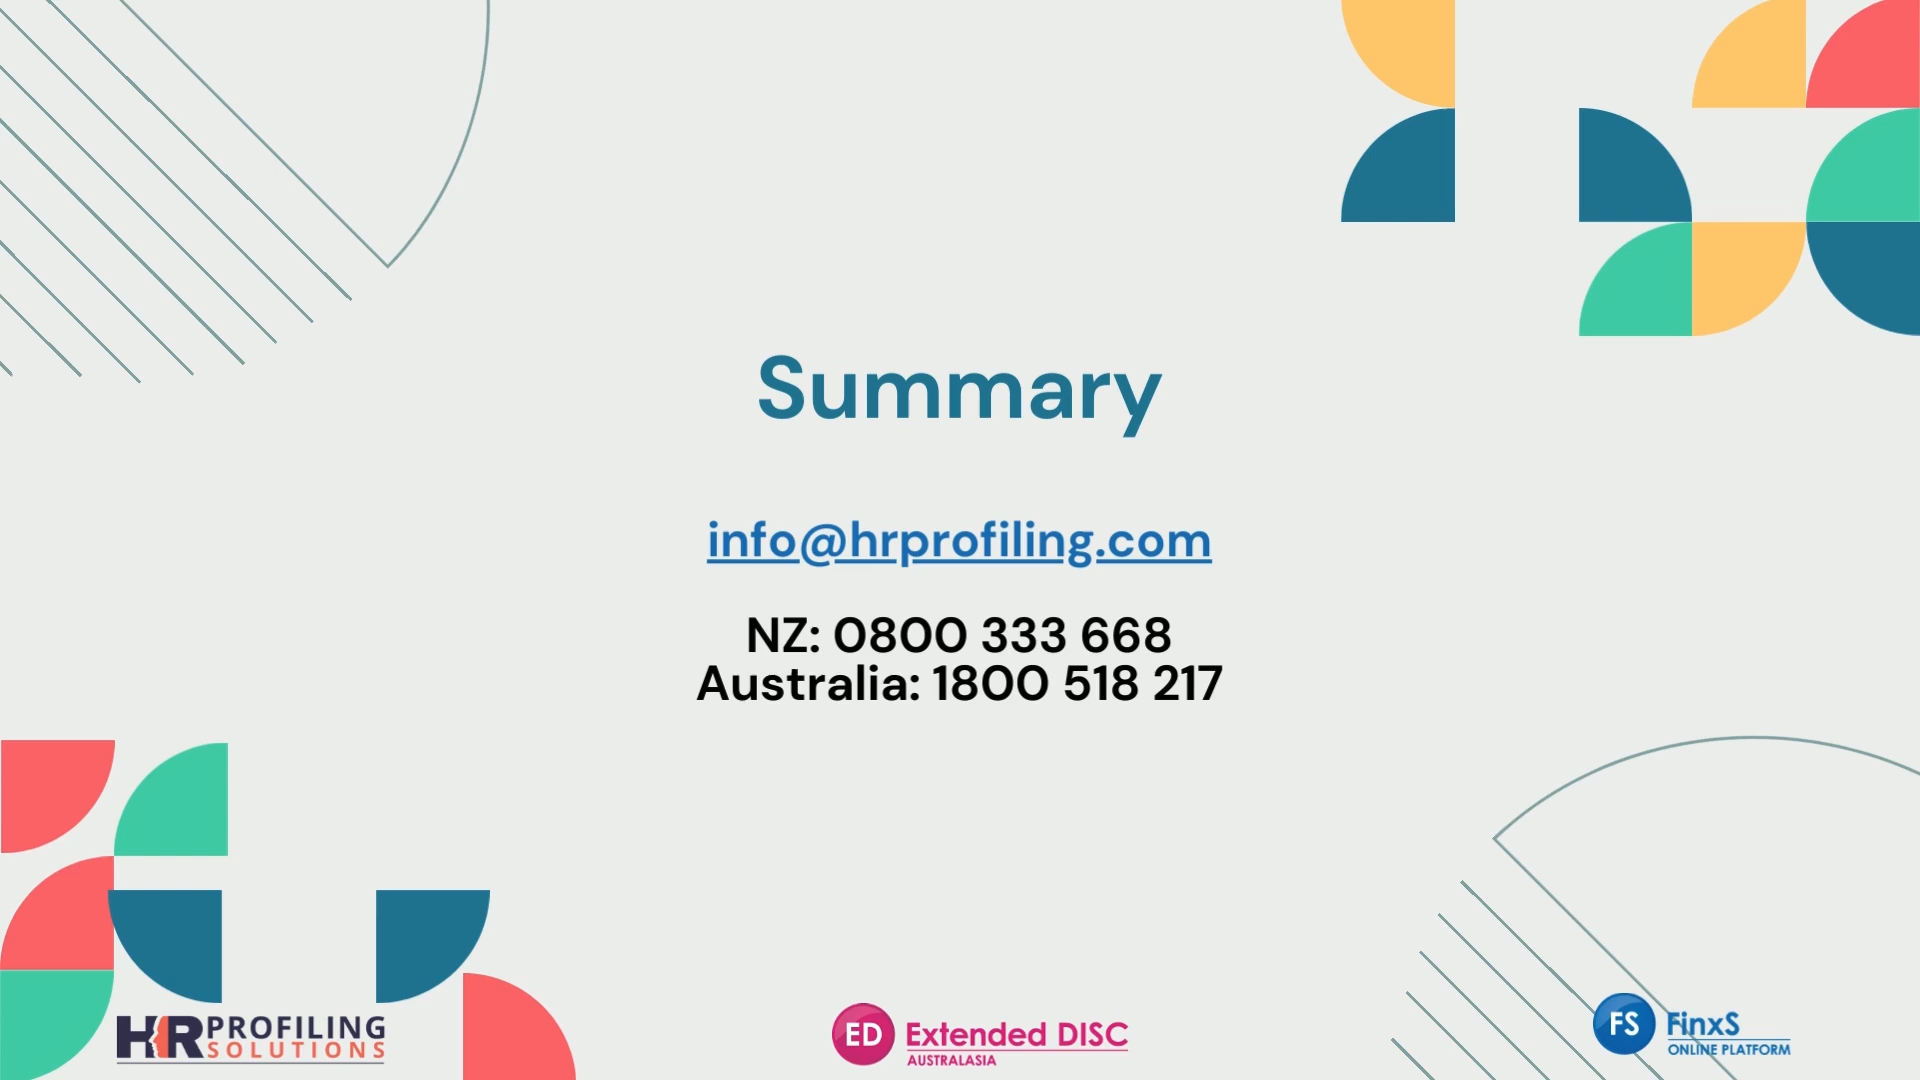 Summary
info@hrprofiling.com
NZ: 0800 333 668
Australia: 1800 518 217
HR PROFILING
SOLUTIONS
ED Extended DISC
AUSTRALASIA
FS FinxS
ONLINE PLATFORM